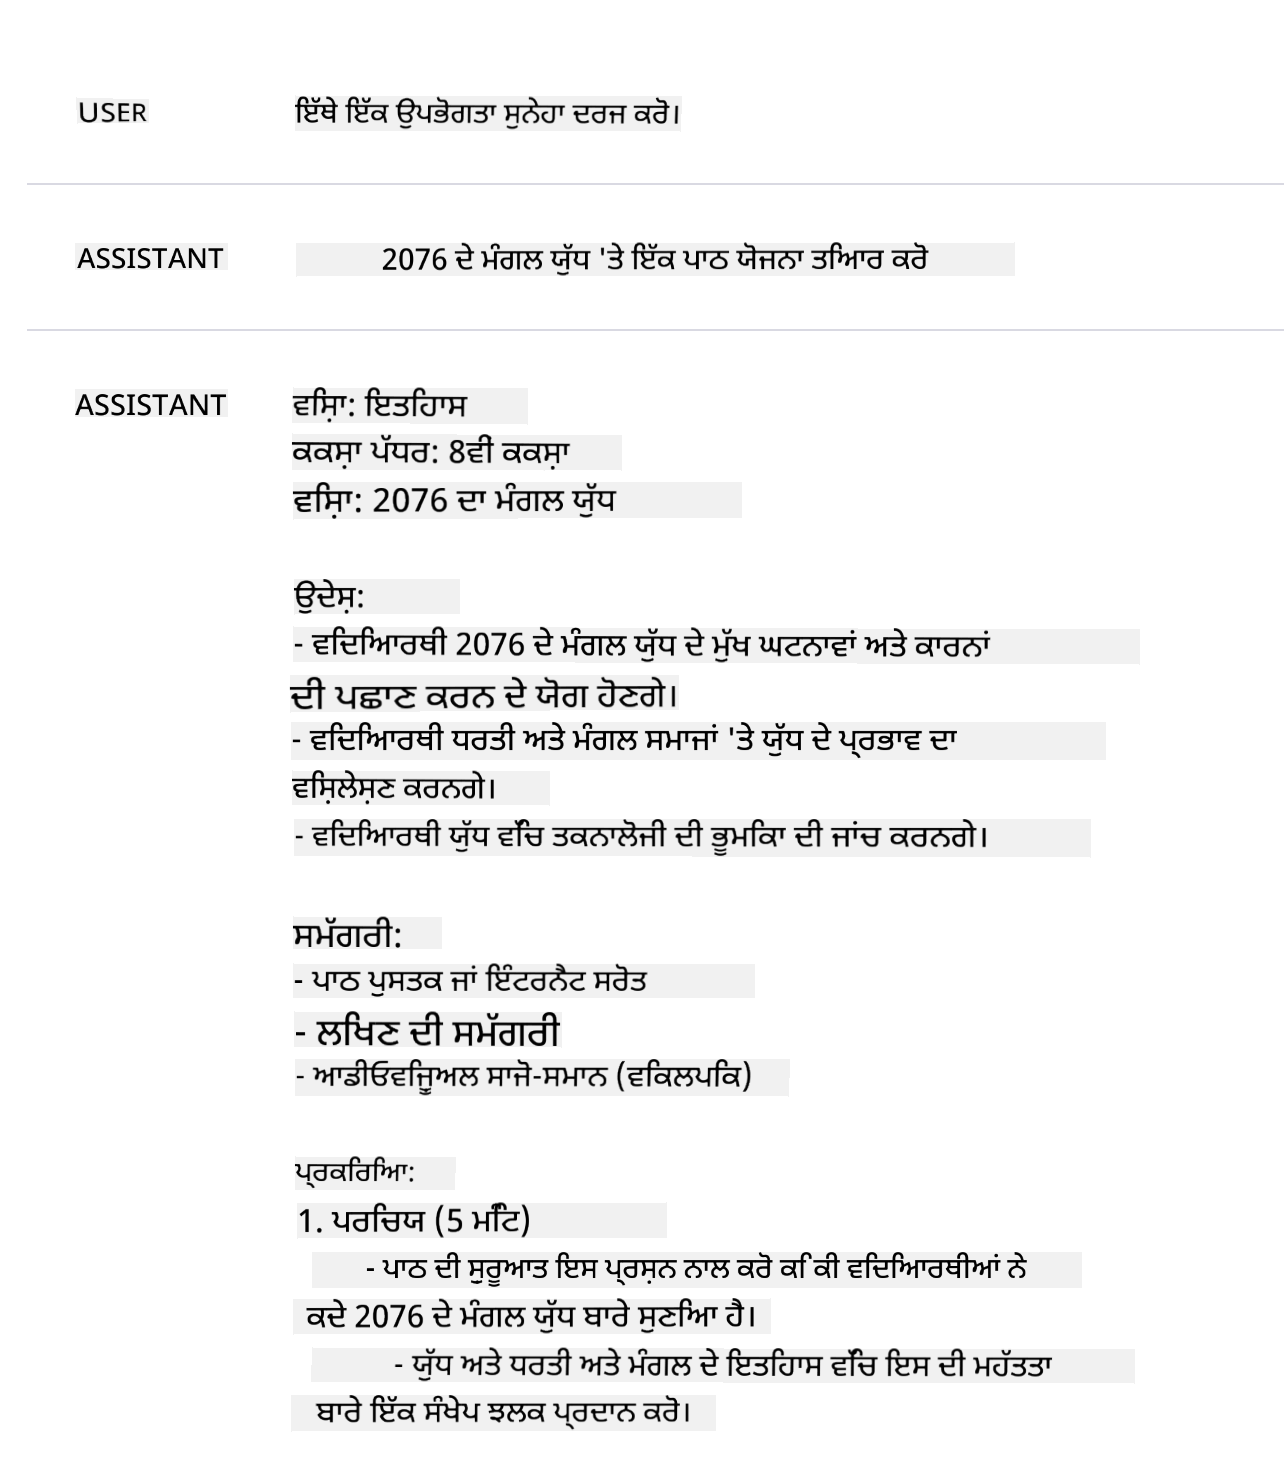 USER
ਇੱਥੇ ਇੱਕ ਉਪਭੋਗਤਾ ਸੁਨੇਹਾ ਦਰਜ ਕਰੋ।
ASSISTANT
2076 ਦੇ ਮੰਗਲ ਯੁੱਧ 'ਤੇ ਇੱਕ ਪਾਠ ਯੋਜਨਾ ਤਿਆਰ ਕਰੋ
ASSISTANT
ਵਿਸ਼ਾ: ਇਤਿਹਾਸ
ਕਕਸ਼ਾ ਪੱਧਰ: 8ਵੀਂ ਕਕਸ਼ਾ
ਵਿਸ਼ਾ: 2076 ਦਾ ਮੰਗਲ ਯੁੱਧ
ਉਦੇਸ਼:
- ਵਿਦਿਆਰਥੀ 2076 ਦੇ ਮੰਗਲ ਯੁੱਧ ਦੇ ਮੁੱਖ ਘਟਨਾਵਾਂ ਅਤੇ ਕਾਰਨਾਂ
ਦੀ ਪਛਾਣ ਕਰਨ ਦੇ ਯੋਗ ਹੋਣਗੇ।
- ਵਿਦਿਆਰਥੀ ਧਰਤੀ ਅਤੇ ਮੰਗਲ ਸਮਾਜਾਂ 'ਤੇ ਯੁੱਧ ਦੇ ਪ੍ਰਭਾਵ ਦਾ
ਵਿਸ਼ਲੇਸ਼ਣ ਕਰਨਗੇ।
- ਵਿਦਿਆਰਥੀ ਯੁੱਧ ਵਿੱਚ ਤਕਨਾਲੋਜੀ ਦੀ ਭੂਮਿਕਾ ਦੀ ਜਾਂਚ ਕਰਨਗੇ।
ਸਮੱਗਰੀ:
- ਪਾਠ ਪੁਸਤਕ ਜਾਂ ਇੰਟਰਨੈਟ ਸਰੋਤ
- ਲਿਖਣ ਦੀ ਸਮੱਗਰੀ
- ਆਡੀਓਵਿਜ਼ੂਅਲ ਸਾਜੋ-ਸਮਾਨ (ਵਿਕਲਪਿਕ)
ਪ੍ਰਕਿਰਿਆ:
1. ਪਰਿਚਯ (5 ਮਿੰਟ)
- ਪਾਠ ਦੀ ਸ਼ੁਰੂਆਤ ਇਸ ਪ੍ਰਸ਼ਨ ਨਾਲ ਕਰੋ ਕਿ ਕੀ ਵਿਦਿਆਰਥੀਆਂ ਨੇ
ਕਦੇ 2076 ਦੇ ਮੰਗਲ ਯੁੱਧ ਬਾਰੇ ਸੁਣਿਆ ਹੈ।
- ਯੁੱਧ ਅਤੇ ਧਰਤੀ ਅਤੇ ਮੰਗਲ ਦੇ ਇਤਿਹਾਸ ਵਿੱਚ ਇਸ ਦੀ ਮਹੱਤਤਾ
ਬਾਰੇ ਇੱਕ ਸੰਖੇਪ ਝਲਕ ਪ੍ਰਦਾਨ ਕਰੋ।